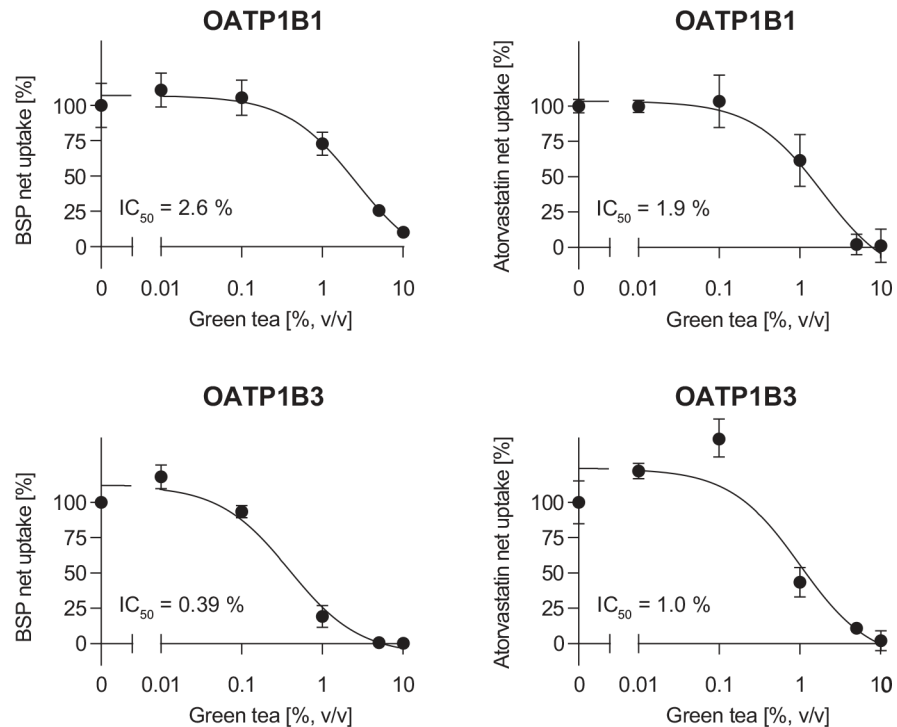 OATP1B1
BSP net uptake [%]
100
75
50
25
0
IC50 = 2.6 %
0 0.01 0.1 1 10
Green tea [%, v/v]
OATP1B1
Atorvastatin net uptake [%]
100
75
50
25
0
IC50 = 1.9 %
0 0.01 0.1 1 10
Green tea [%, v/v]
OATP1B3
BSP net uptake [%]
100
75
50
25
0
IC50 = 0.39 %
0 0.01 0.1 1 10
Green tea [%, v/v]
OATP1B3
Atorvastatin net uptake [%]
100
75
50
25
0
IC50 = 1.0 %
0 0.01 0.1 1 10
Green tea [%, v/v]